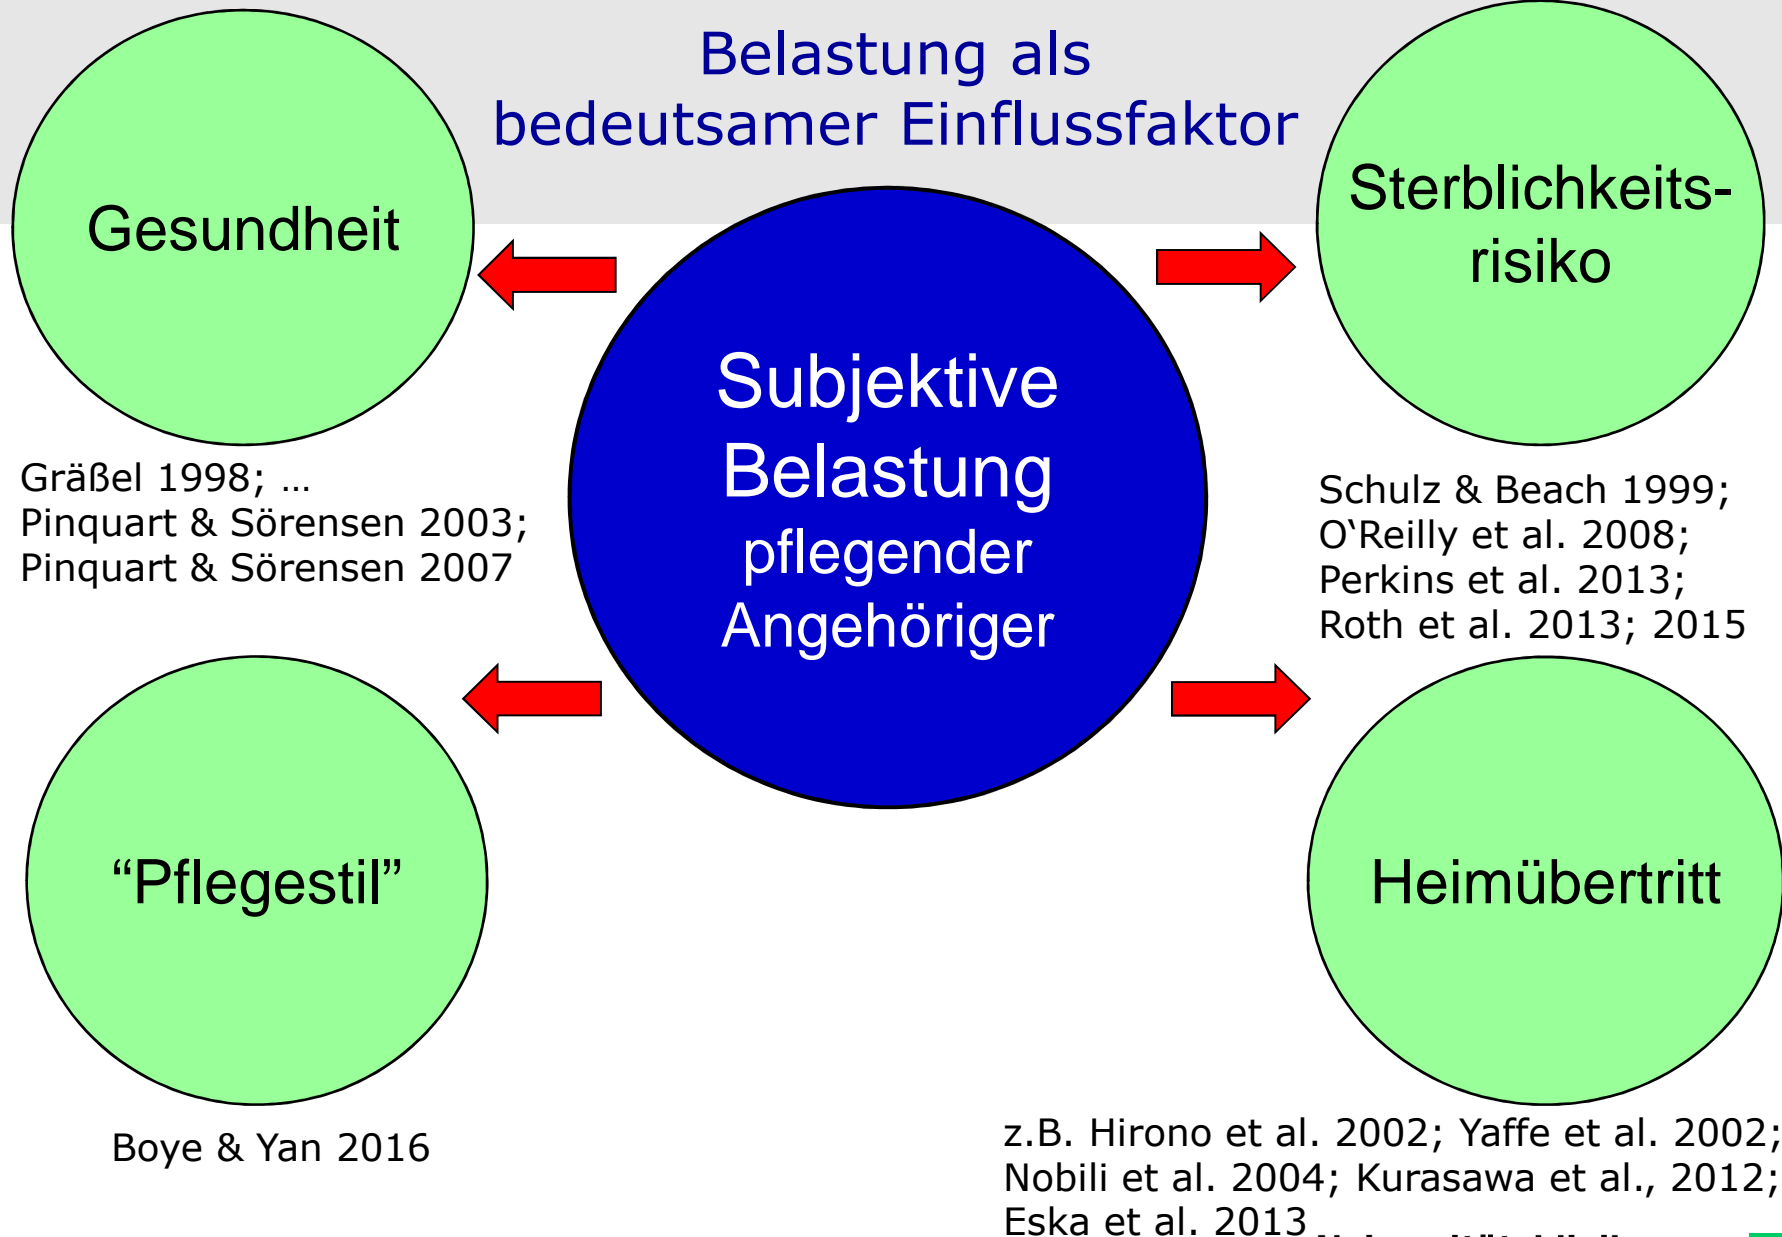 Belastung als
bedeutsamer Einflussfaktor
Gesundheit
Sterblichkeits-
risiko
Subjektive
Belastung
pflegender
Angehöriger
Gräßel 1998; …
Pinquart & Sörensen 2003;
Pinquart & Sörensen 2007
Schulz & Beach 1999;
O‘Reilly et al. 2008;
Perkins et al. 2013;
Roth et al. 2013; 2015
“Pflegestil”
Heimübertritt
Boye & Yan 2016
z.B. Hirono et al. 2002; Yaffe et al. 2002;
Nobili et al. 2004; Kurasawa et al., 2012;
Eska et al. 2013